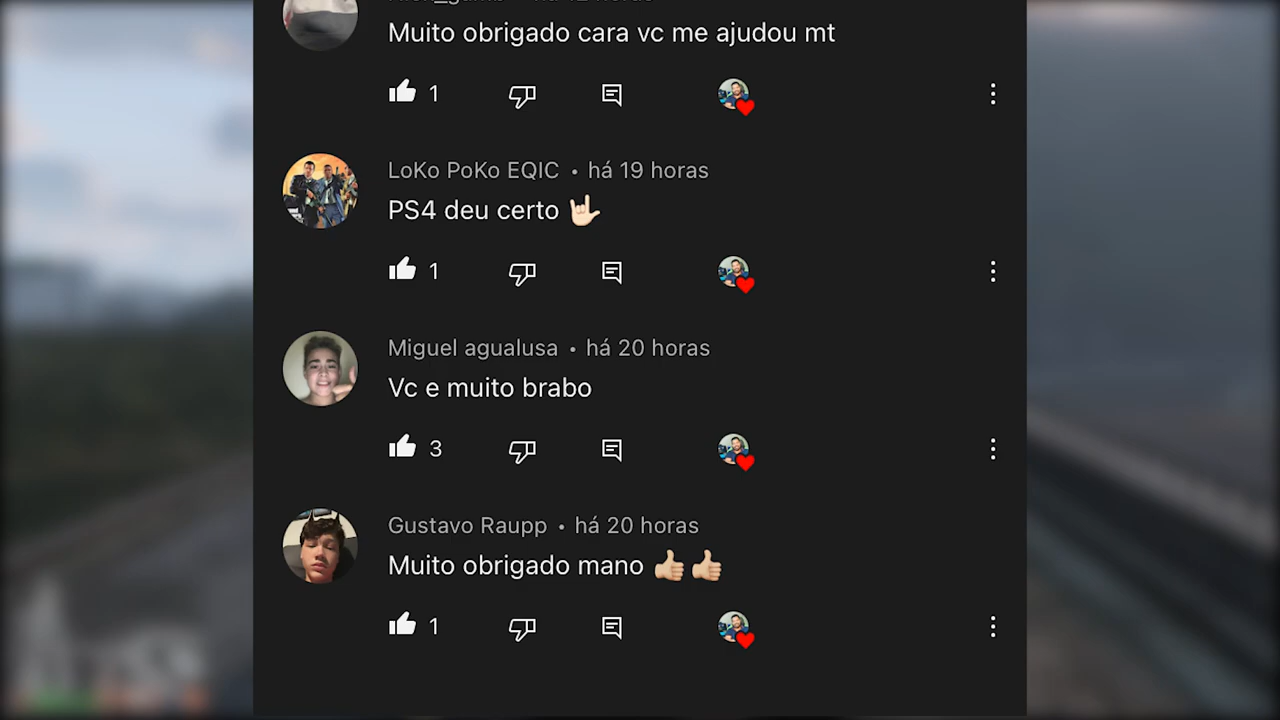 Muito obrigado cara vc me ajudou mt
1
LoKo PoKo EQIC • há 19 horas
PS4 deu certo 🤟🏻
1
Miguel agualusa • há 20 horas
Vc e muito brabo
3
Gustavo Raupp • há 20 horas
Muito obrigado mano 👍🏻👍🏻
1